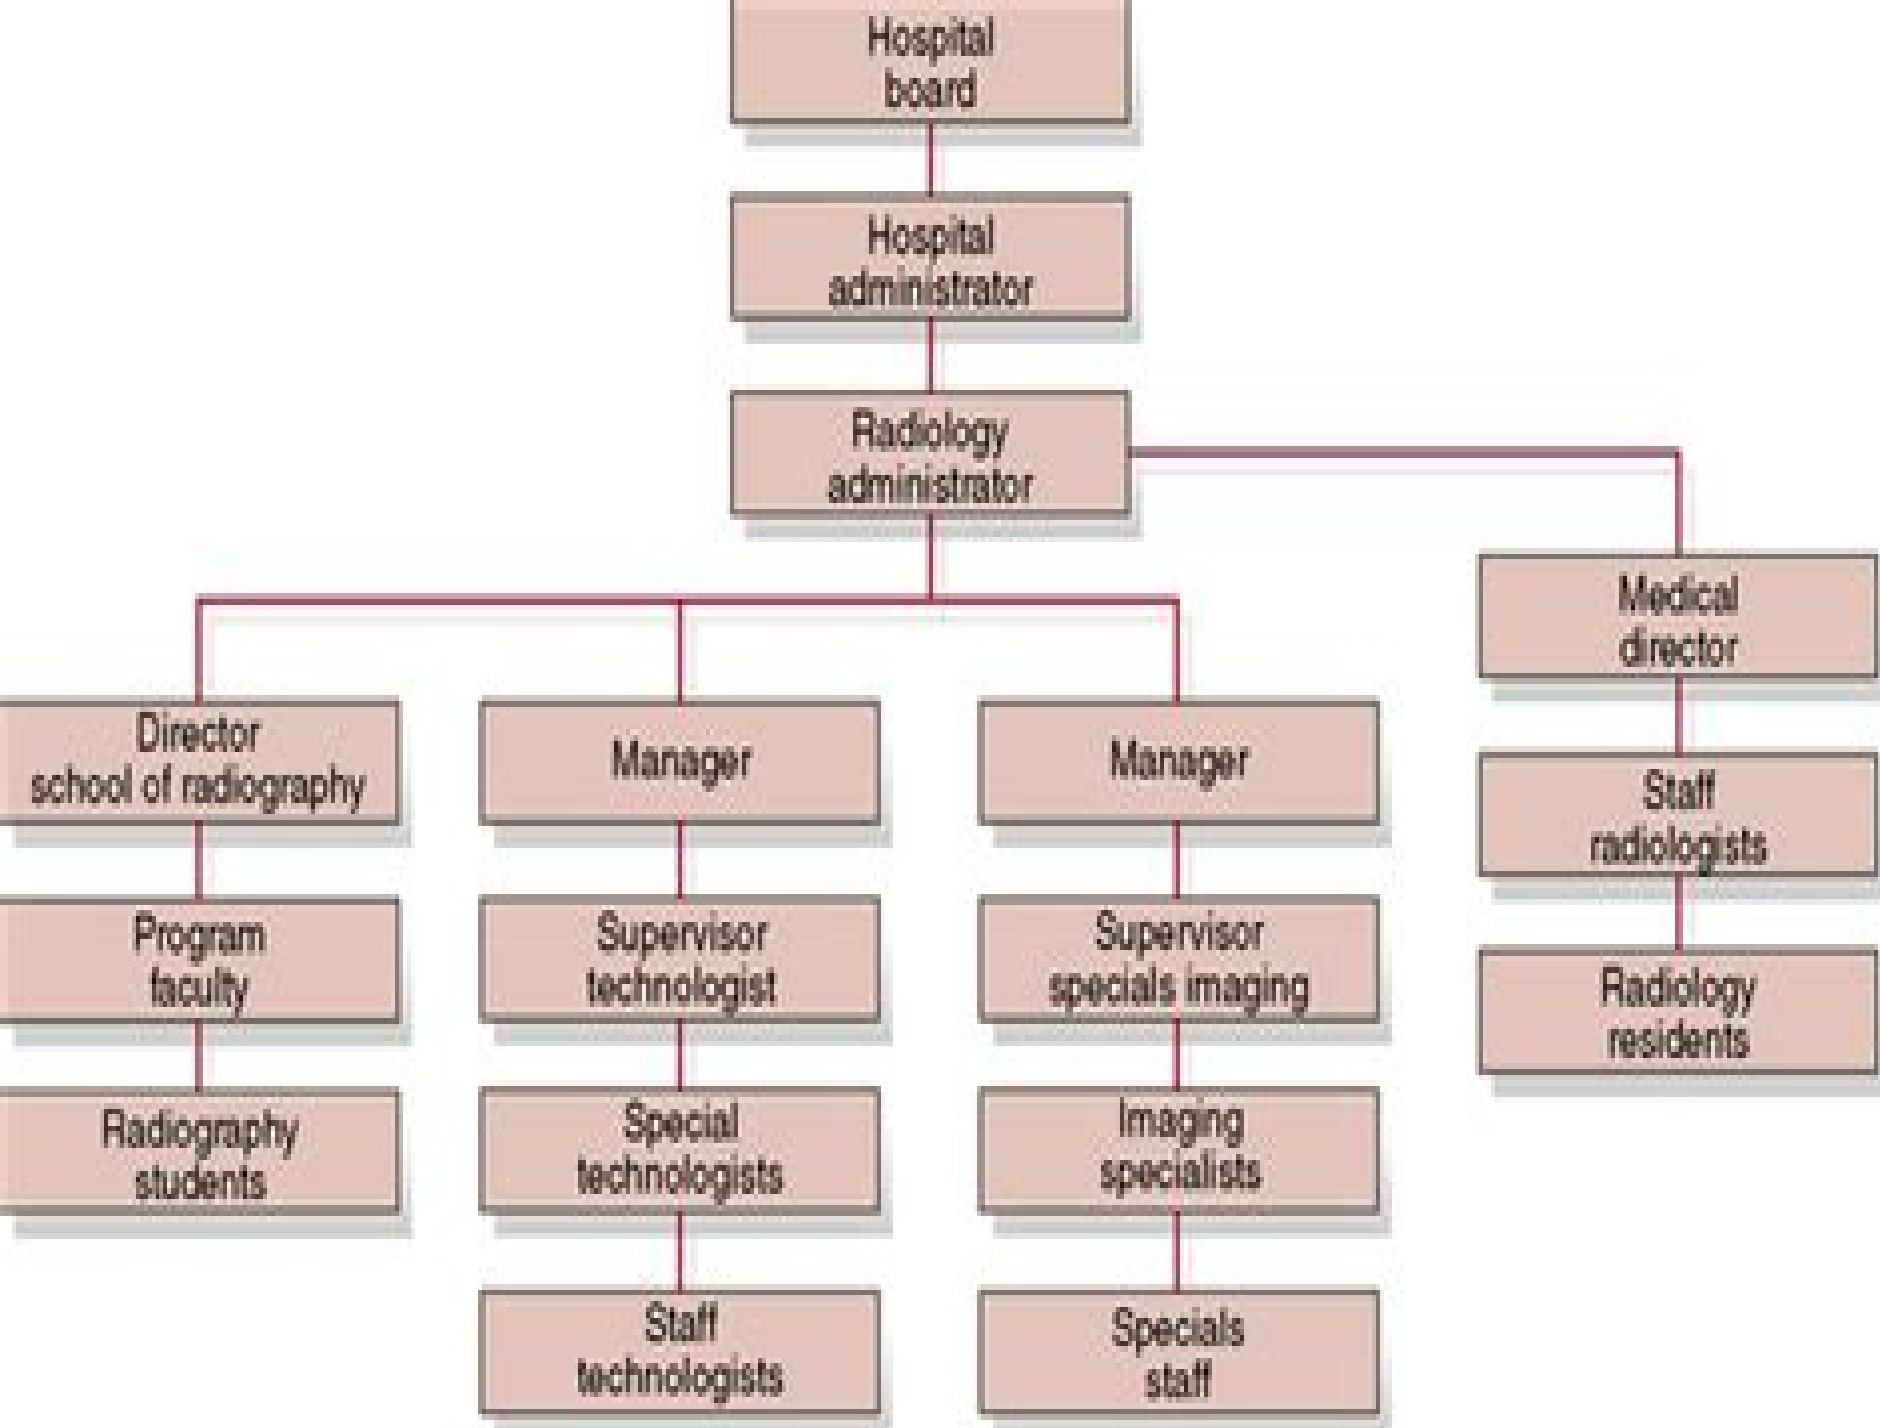 Hospital
board
Hospital
administrator
Radiology
administrator
Medical
director
Director
school of radiography
Manager
Manager
Staff
radiologists
Program
faculty
Supervisor
technologist
Supervisor
specials imaging
Radiology
residents
Radiography
students
Special
technologists
Imaging
specialists
Staff
technologists
Specials
staff